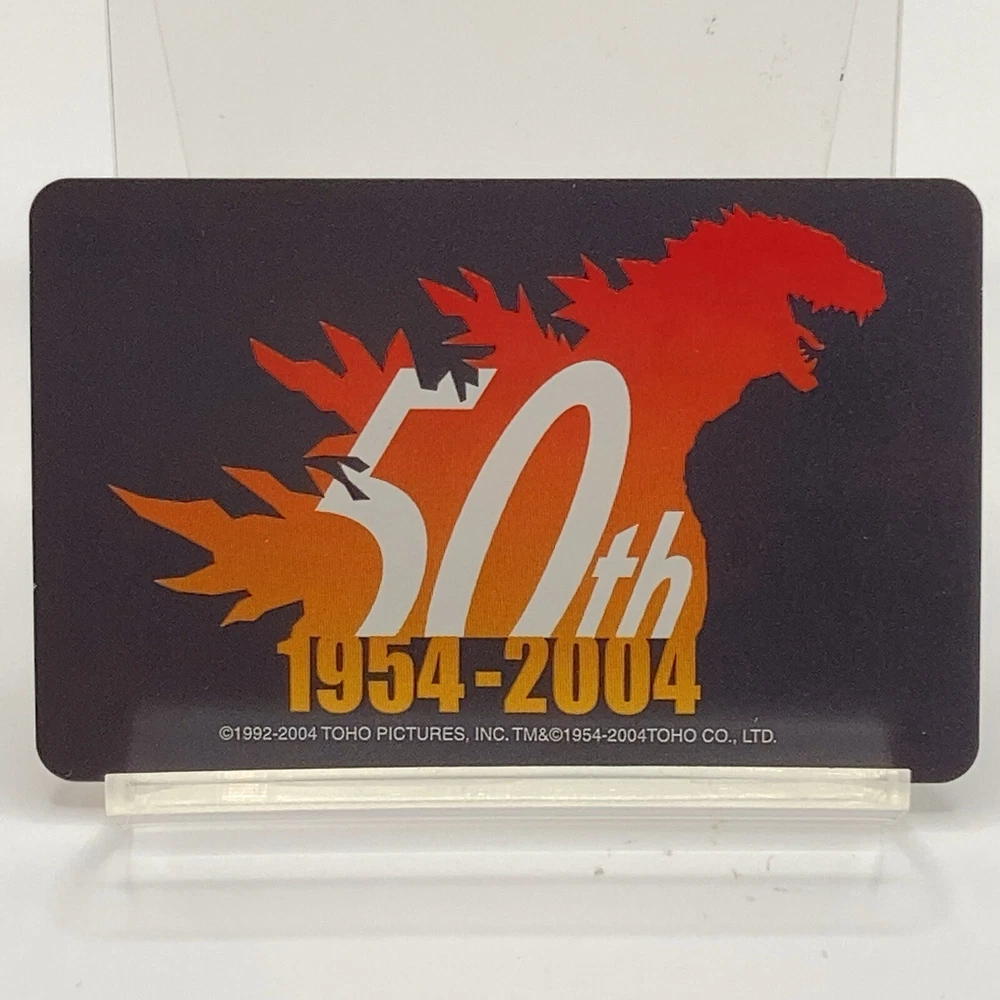 50th
1954-2004
©1992-2004 TOHO PICTURES, INC. TM&©1954-2004TOHO CO., LTD.